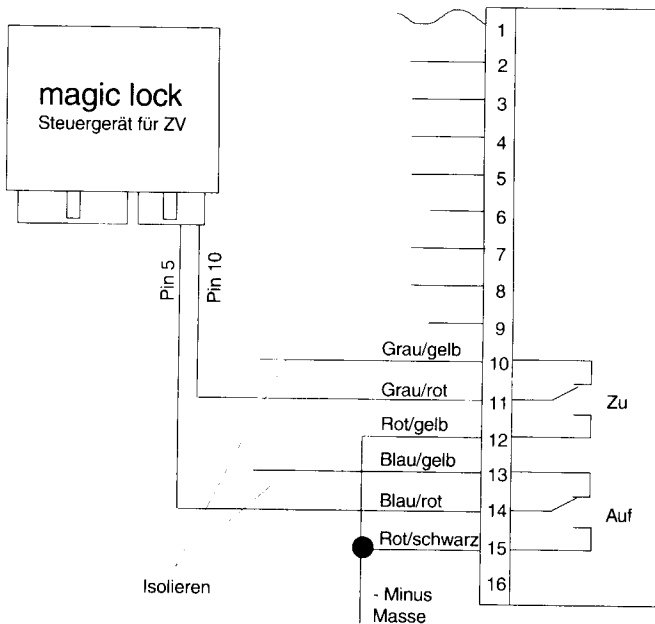 magic lock
Steuergerät für ZV
Pin 5
Pin 10
1
2
3
4
5
6
7
8
9
Grau/gelb
10
Grau/rot
11
Zu
Rot/gelb
12
Blau/gelb
13
Blau/rot
14
Auf
Rot/schwarz
15
16
Isolieren
- Minus
Masse